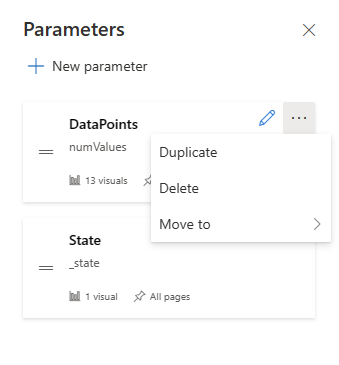 Parameters
New parameter
DataPoints
numValues
13 visuals
Duplicate
Delete
Move to
State
_state
1 visual All pages